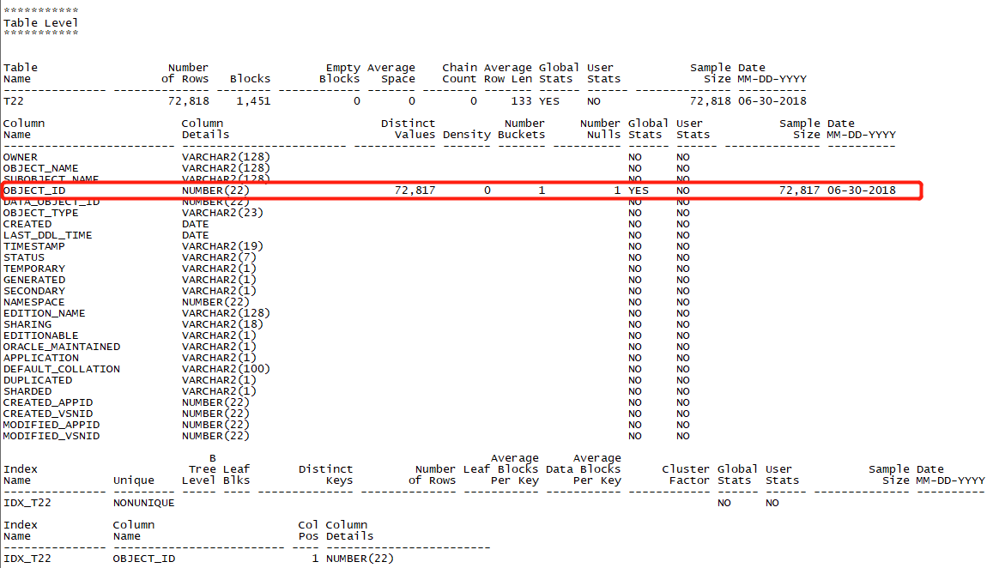 ***********
Table Level
***********
Table                   Number                 Empty Average    Chain Average Global User               Sample Date
Name                   of Rows   Blocks       Blocks   Space    Count Row Len Stats  Stats                Size MM-DD-YYYY
--------------- -------------- -------- ------------ ------- -------- ------- ------ ------ -------------- ----------
T22                     72,818    1,451            0       0        0     133 YES    NO                 72,818 06-30-2018
Column                    Column                       Distinct          Number     Number Global User               Sample Date
Name                      Details                        Values Density Buckets      Nulls Stats  Stats                Size MM-DD-YYYY
------------------------- ------------------------ ------------ ------- ------- ---------- ------ ------ -------------- ----------
OWNER                     VARCHAR2(128)                                                    NO     NO
OBJECT_NAME               VARCHAR2(128)                                                    NO     NO
SUBOBJECT_NAME            VARCHAR2(128)                                                    NO     NO
OBJECT_ID                 NUMBER(22)                     72,817       0       1          1 YES    NO                 72,817 06-30-2018
DATA_OBJECT_ID            NUMBER(22)                                                       NO     NO
OBJECT_TYPE               VARCHAR2(23)                                                     NO     NO
CREATED                   DATE                                                             NO     NO
LAST_DDL_TIME             DATE                                                             NO     NO
TIMESTAMP                 VARCHAR2(19)                                                     NO     NO
STATUS                    VARCHAR2(7)                                                      NO     NO
TEMPORARY                 VARCHAR2(1)                                                      NO     NO
GENERATED                 VARCHAR2(1)                                                      NO     NO
SECONDARY                 VARCHAR2(1)                                                      NO     NO
NAMESPACE                 NUMBER(22)                                                       NO     NO
EDITION_NAME              VARCHAR2(128)                                                    NO     NO
SHARING                   VARCHAR2(18)                                                     NO     NO
EDITIONABLE               VARCHAR2(1)                                                      NO     NO
ORACLE_MAINTAINED         VARCHAR2(1)                                                      NO     NO
APPLICATION               VARCHAR2(1)                                                      NO     NO
DEFAULT_COLLATION         VARCHAR2(100)                                                    NO     NO
DUPLICATED                VARCHAR2(1)                                                      NO     NO
SHARDED                   VARCHAR2(1)                                                      NO     NO
CREATED_APPID             NUMBER(22)                                                       NO     NO
CREATED_VSNID             NUMBER(22)                                                       NO     NO
MODIFIED_APPID            NUMBER(22)                                                       NO     NO
MODIFIED_VSNID            NUMBER(22)                                                       NO     NO
                              B                                        Average     Average
Index                      Tree Leaf       Distinct         Number Leaf Blocks Data Blocks      Cluster Global User               Sample Date
Name            Unique    Level Blks           Keys        of Rows     Per Key     Per Key       Factor Stats  Stats                Size MM-DD-YYYY
--------------- --------- ----- ---- -------------- -------------- ----------- ----------- ------------ ------ ------ -------------- ----------
IDX_T22         NONUNIQUE                                                                               NO     NO
Index           Column                     Col Column
Name            Name                       Pos Details
--------------- ------------------------- ---- ------------------------
IDX_T22         OBJECT_ID                    1 NUMBER(22)